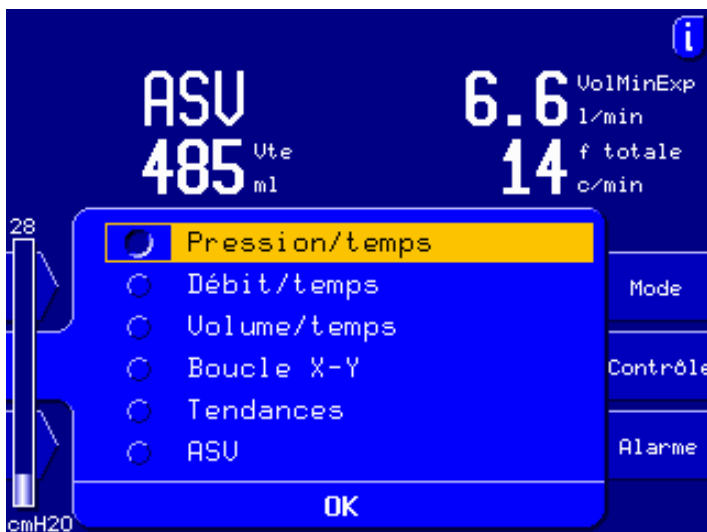 i
ASV
6.6 VolMinExp l/min
485 Vte ml
14 f totale c/min
28
Pression/temps
Débit/temps
Mode
Volume/temps
Boucle X-Y
Contrôle
Tendances
ASV
Alarme
OK
cmH2O